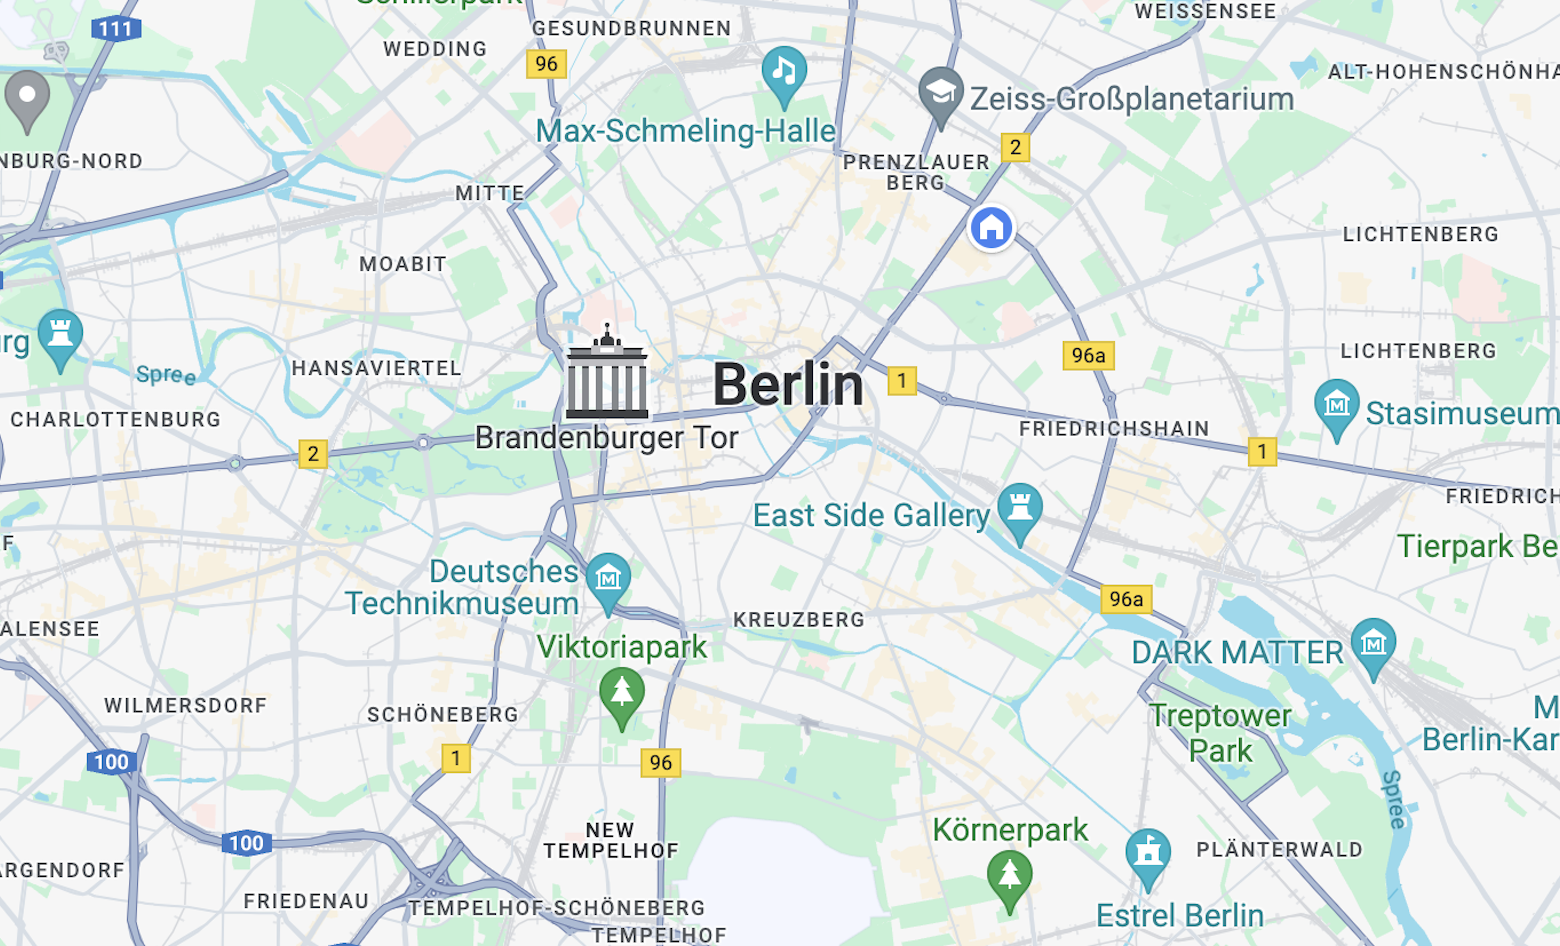 Schillerpark
WEISSENSEE
111
GESUNDBRUNNEN
WEDDING
96
ALT-HOHENSCHÖNHA
Zeiss-Großplanetarium
Max-Schmeling-Halle
2
NBURG-NORD
PRENZLAUER
BERG
MITTE
LICHTENBERG
MOABIT
rg
HANSAVIERTEL
Spree
96a
LICHTENBERG
Berlin
1
CHARLOTTENBURG
Stasimuseum
FRIEDRICHSHAIN
Brandenburger Tor
2
1
FRIEDRICH
East Side Gallery
F
Tierpark Be
Deutsches
Technikmuseum
96a
KREUZBERG
ALENSEE
Viktoriapark
DARK MATTER
WILMERSDORF
SCHÖNEBERG
Treptower
Park
M
Berlin-Kar
100
1
96
Spree
NEW
TEMPELHOF
Körnerpark
100
PLÄNTERWALD
ARGENDORF
FRIEDENAU
TEMPELHOF-SCHÖNEBERG
Estrel Berlin
TEMPELHOF